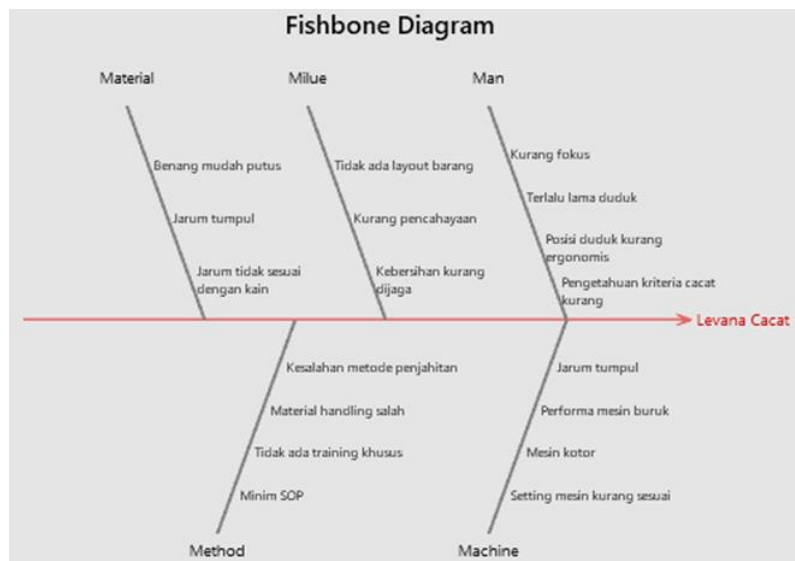 Fishbone Diagram
Material
Milue
Man
Benang mudah putus
Jarum tumpul
Jarum tidak sesuai
dengan kain
Tidak ada layout barang
Kurang pencahayaan
Kebersihan kurang
dijaga
Kurang fokus
Terlalu lama duduk
Posisi duduk kurang
ergonomis
Pengetahuan kriteria cacat
kurang
Levana Cacat
Kesalahan metode penjahitan
Material handling salah
Tidak ada training khusus
Minim SOP
Method
Jarum tumpul
Performa mesin buruk
Mesin kotor
Setting mesin kurang sesuai
Machine